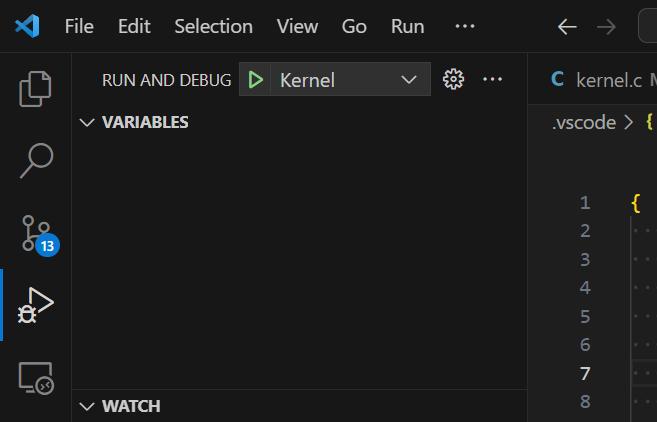 File Edit Selection View Go Run ···
RUN AND DEBUG Kernel ···
C kernel.c M
VARIABLES
.vscode > {
13
1 {
2
3
4
5
6
7
8
WATCH